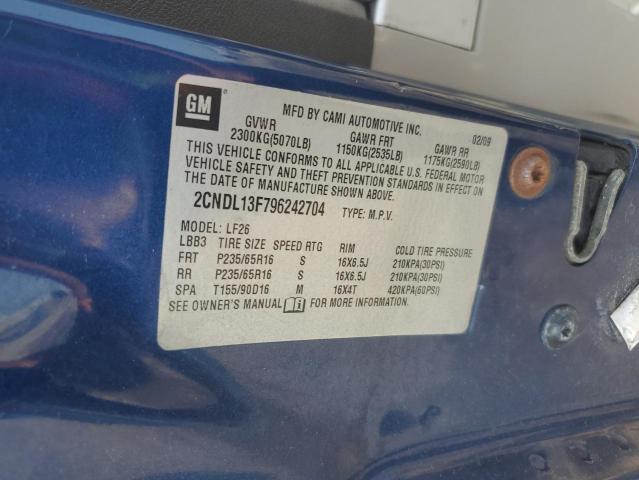 GM
MFD BY CAMI AUTOMOTIVE INC. 02/09
GVWR GAWR FRT GAWR RR
2300KG(5070LB) 1150KG(2535LB) 1175KG(2590LB)
THIS VEHICLE CONFORMS TO ALL APPLICABLE U.S. FEDERAL MOTOR
VEHICLE SAFETY AND THEFT PREVENTION STANDARDS IN EFFECT ON
THE DATE OF MANUFACTURE SHOWN ABOVE.
2CNDL13F796242704 TYPE: M.P.V.
MODEL: LF26
LBB3 TIRE SIZE SPEED RTG RIM COLD TIRE PRESSURE
FRT P235/65R16 S 16X6.5J 210KPA(30PSI)
RR P235/65R16 S 16X6.5J 210KPA(30PSI)
SPA T155/90D16 M 16X4T 420KPA(60PSI)
SEE OWNER'S MANUAL FOR MORE INFORMATION.